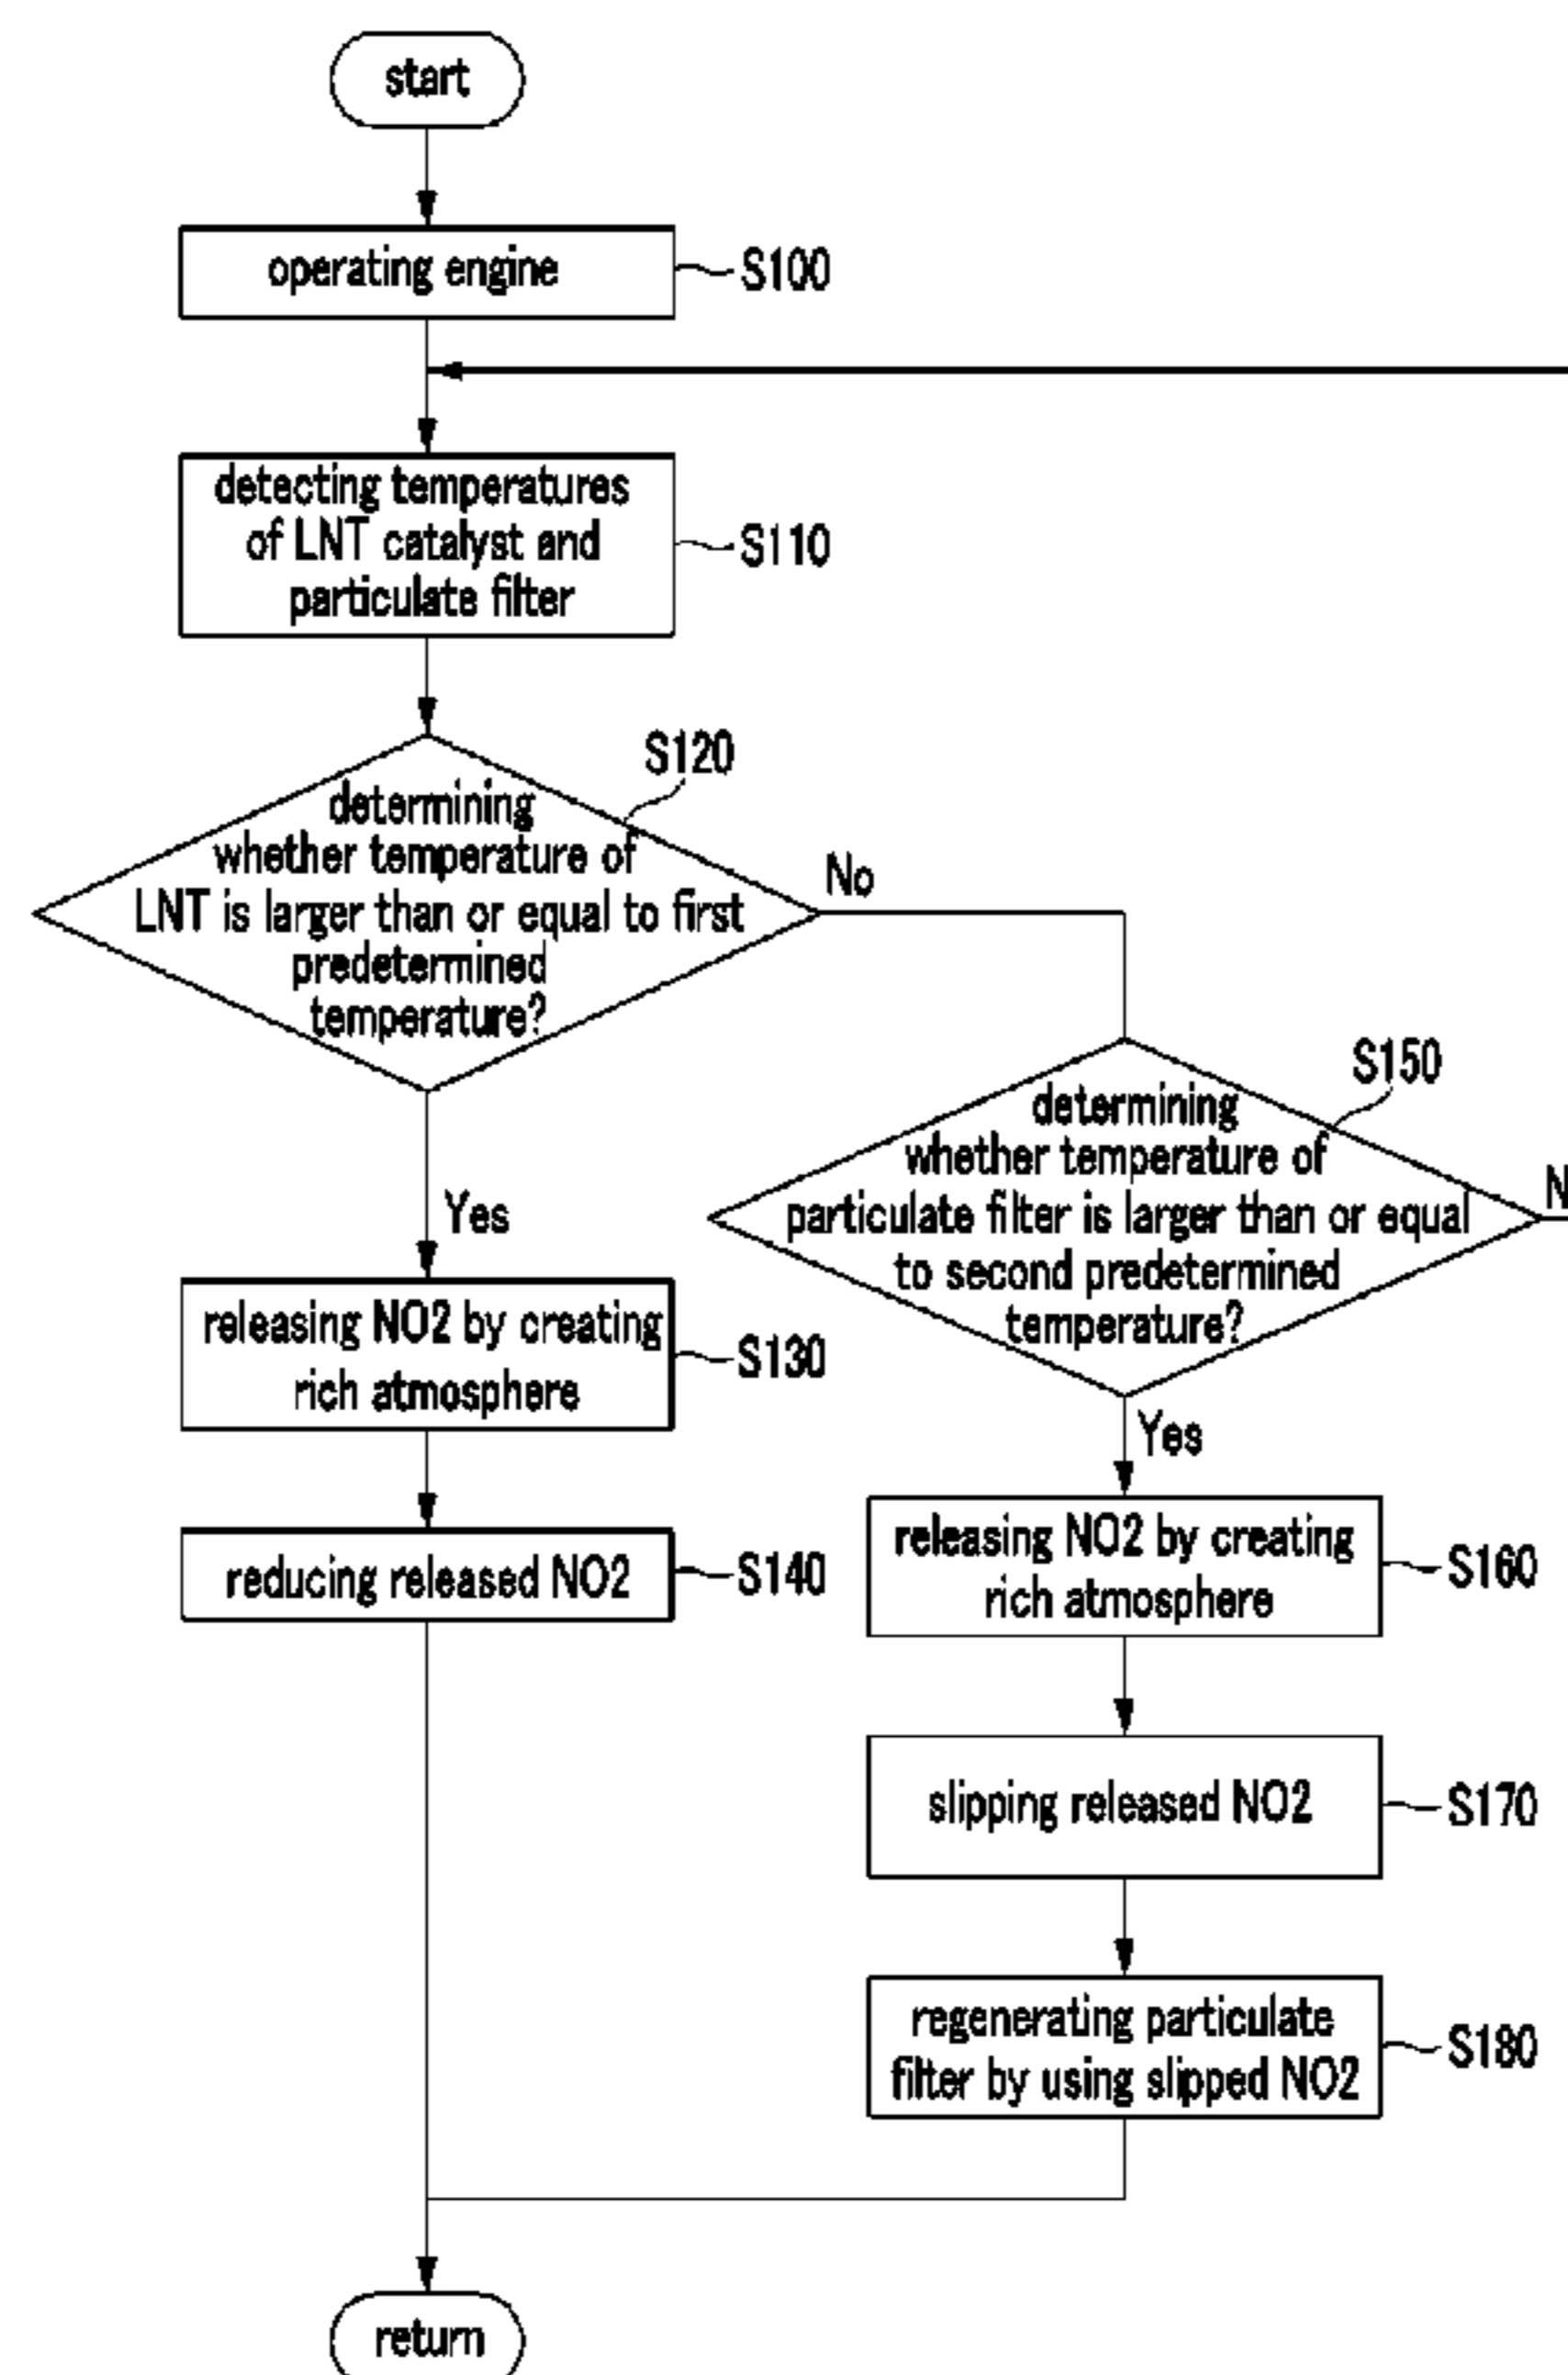 start
operating engine
S100
detecting temperatures
of LNT catalyst and
particulate filter
S110
S120
determining
whether temperature of
LNT is larger than or equal to first
predetermined
temperature?
No
Yes
releasing NO2 by creating
rich atmosphere
S130
reducing released NO2
S140
S150
determining
whether temperature of
particulate filter is larger than or equal
to second predetermined
temperature?
N
Yes
releasing NO2 by creating
rich atmosphere
S160
slipping released NO2
S170
regenerating particulate
filter by using slipped NO2
S180
return